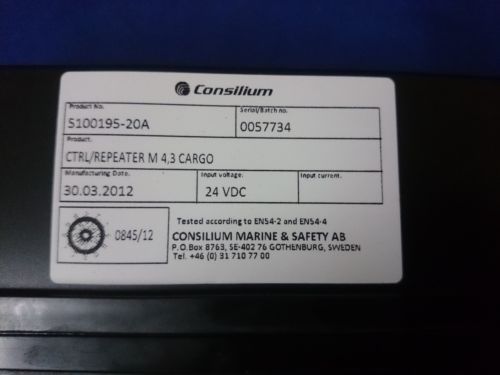 Consilium
Product No.
Serial/Batch no.
5100195-20A
0057734
Product.
CTRL/REPEATER M 4,3 CARGO
Manufacturing Date.
Input voltage.
Input current.
30.03.2012
24 VDC
0845/12
Tested according to EN54-2 and EN54-4
CONSILIUM MARINE & SAFETY AB
P.O.Box 8763, SE-402 76 GOTHENBURG, SWEDEN
Tel. +46 (0) 31 710 77 00